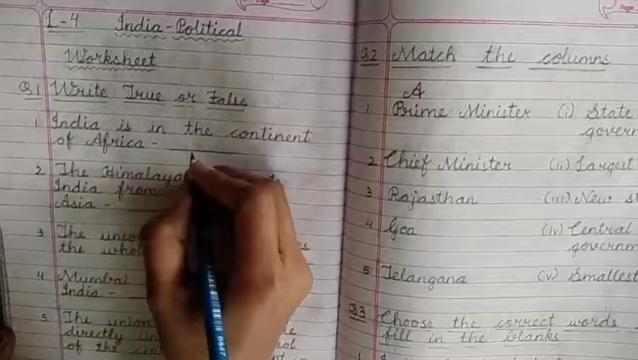 L-4 India-Political
Worksheet
Q1 Write True or False
1 India is in the continent
of Africa -
2 The Himalaya
India from
Asia -
3 The
the
4 Mumbai
India -
5 The union
directly
of the
Q2 Match the columns
A
1 Prime Minister (i) State
govern
2 Chief Minister (ii) Largest
3 Rajasthan (iii) New
4 Goa (iv) Central
governm
5 Telangana (v) Smallest
Q3 Choose the correct words
fill in the blanks